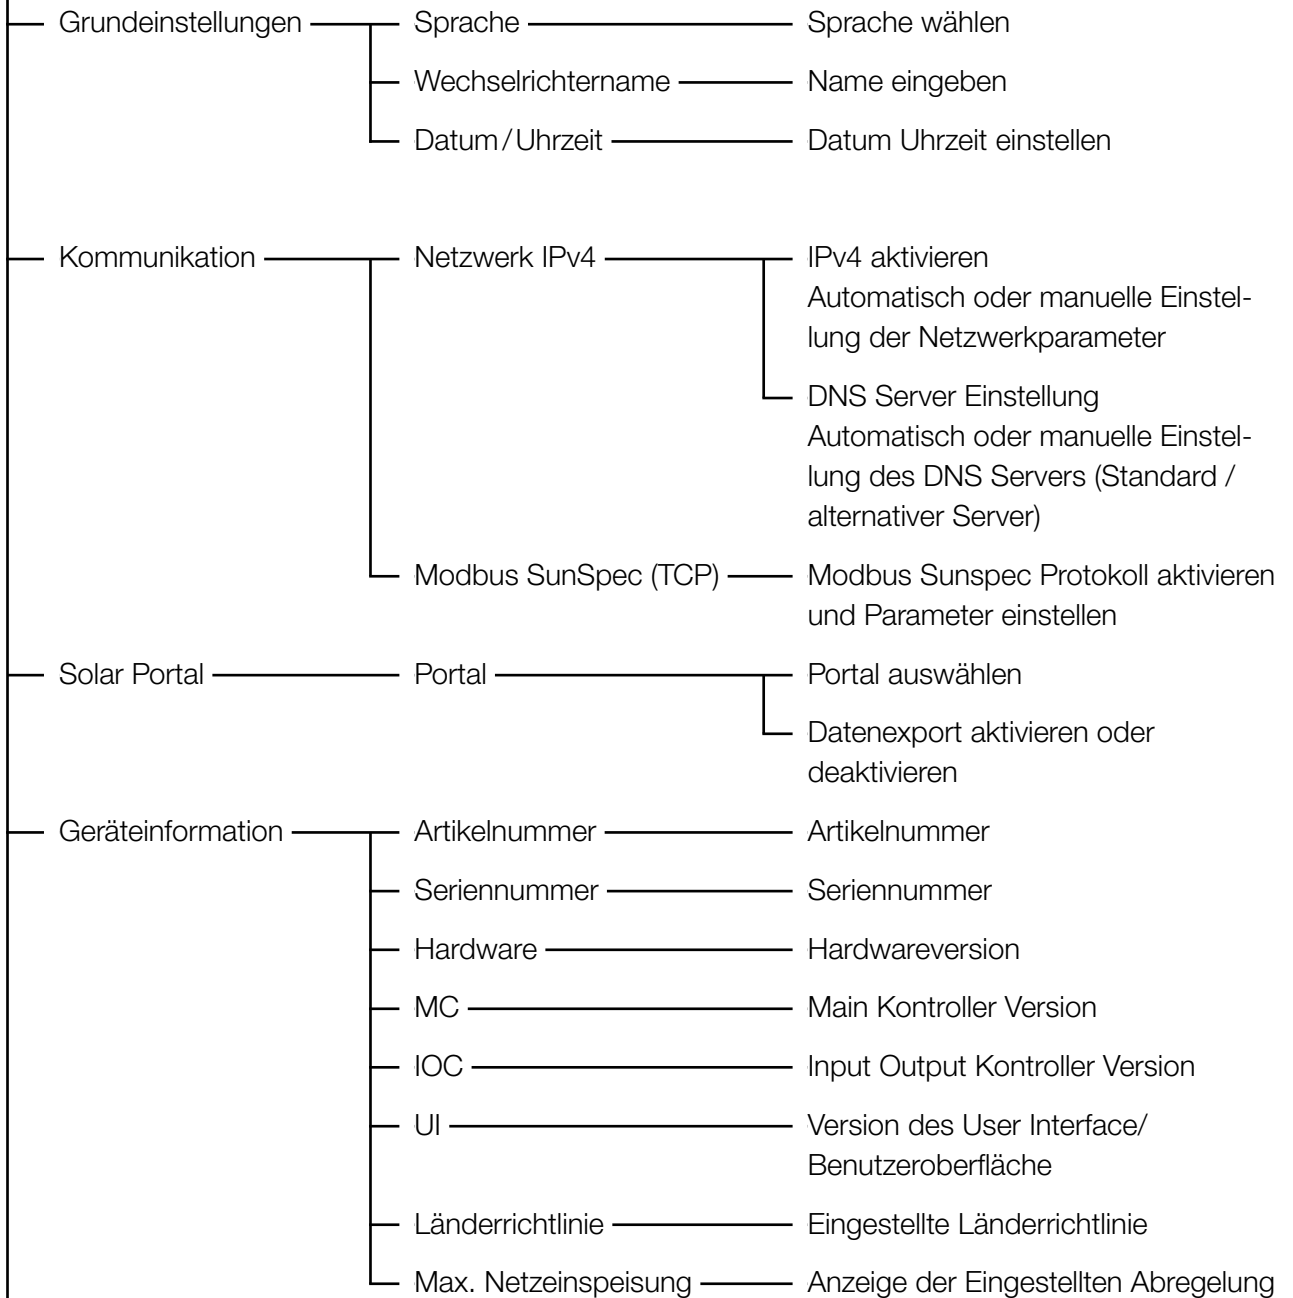 Grundeinstellungen Sprache Sprache wählen
Wechselrichtername Name eingeben
Datum/Uhrzeit Datum Uhrzeit einstellen
Kommunikation Netzwerk IPv4 IPv4 aktivieren
Automatisch oder manuelle Einstel-
lung der Netzwerkparameter
DNS Server Einstellung
Automatisch oder manuelle Einstel-
lung des DNS Servers (Standard /
alternativer Server)
Modbus SunSpec (TCP) Modbus Sunspec Protokoll aktivieren
und Parameter einstellen
Solar Portal Portal Portal auswählen
Datenexport aktivieren oder
deaktivieren
Geräteinformation Artikelnummer Artikelnummer
Seriennummer Seriennummer
Hardware Hardwareversion
MC Main Kontroller Version
IOC Input Output Kontroller Version
UI Version des User Interface/
Benutzeroberfläche
Länderrichtlinie Eingestellte Länderrichtlinie
Max. Netzeinspeisung Anzeige der Eingestellten Abregelung